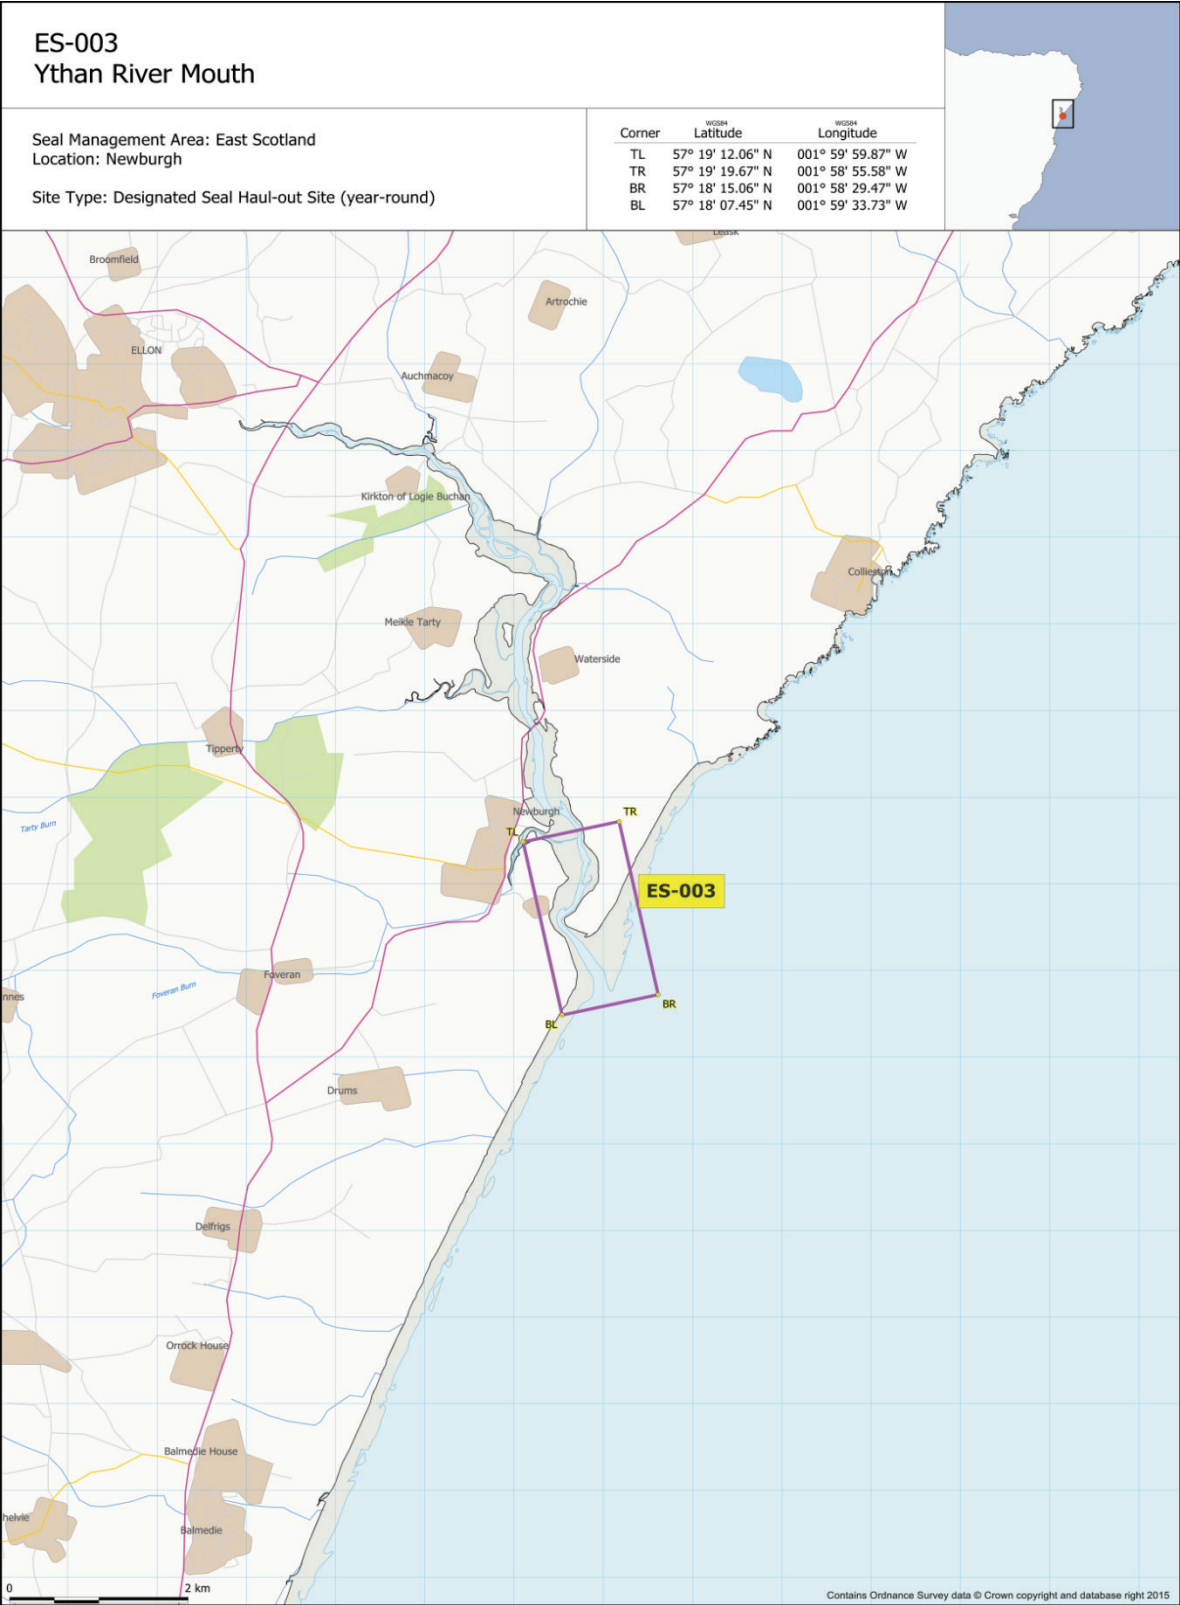 ES-003
Ythan River Mouth
Seal Management Area: East Scotland
Location: Newburgh
Site Type: Designated Seal Haul-out Site (year-round)
WGS84 WGS84
Corner Latitude Longitude
TL 57° 19' 12.06" N 001° 59' 59.87" W
TR 57° 19' 19.67" N 001° 58' 55.58" W
BR 57° 18' 15.06" N 001° 58' 29.47" W
BL 57° 18' 07.45" N 001° 59' 33.73" W
Leask
Broomfield
Artrochie
ELLON
Auchmacoy
Kirkton of Logie Buchan
Collieston
Meikle Tarty
Waterside
Tipperty
Tarty Burn
Newburgh
TR
TL
ES-003
Foveran
Foveran Burn
nnes
BR
BL
Drums
Delfrigs
Orrock House
Balmedie House
helvie
Balmedie
0 2 km
Contains Ordnance Survey data © Crown copyright and database right 2015